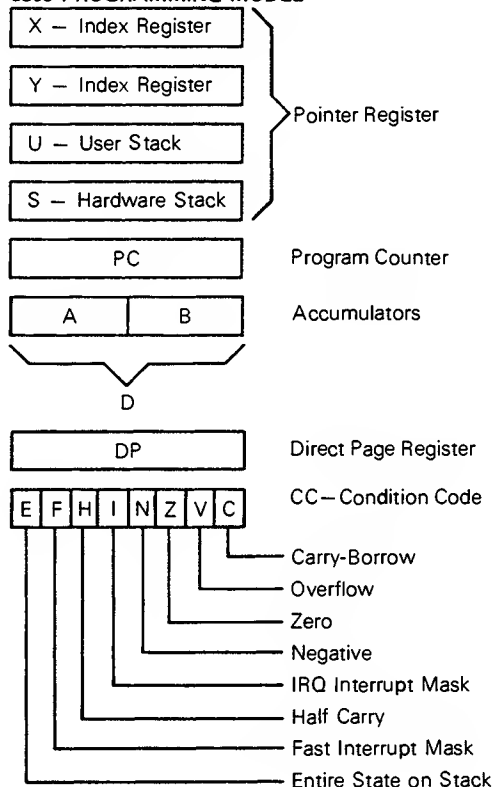 X — Index Register
Y — Index Register
U — User Stack
S — Hardware Stack
Pointer Register
PC Program Counter
A B Accumulators
D
DP Direct Page Register
CC—Condition Code
E F H I N Z V C
Carry-Borrow
Overflow
Zero
Negative
IRQ Interrupt Mask
Half Carry
Fast Interrupt Mask
Entire State on Stack